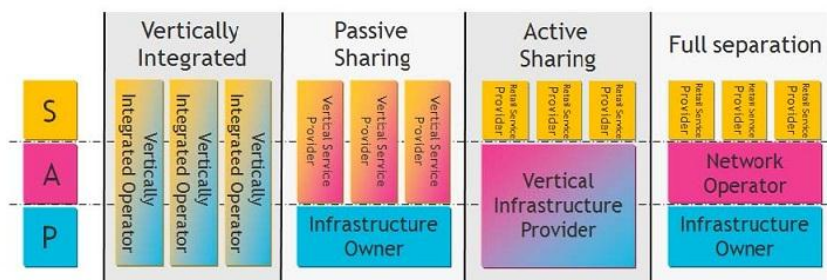 Vertically
Integrated
Passive
Sharing
Active
Sharing
Full separation
S
A
P
Vertically
Integrated Operator
Vertically
Integrated Operator
Vertically
Integrated Operator
Vertical Service
Provider
Vertical Service
Provider
Vertical Service
Provider
Infrastructure
Owner
Retail Service
Provider
Retail Service
Provider
Retail Service
Provider
Vertical
Infrastructure
Provider
Retail Service
Provider
Retail Service
Provider
Retail Service
Provider
Network
Operator
Infrastructure
Owner